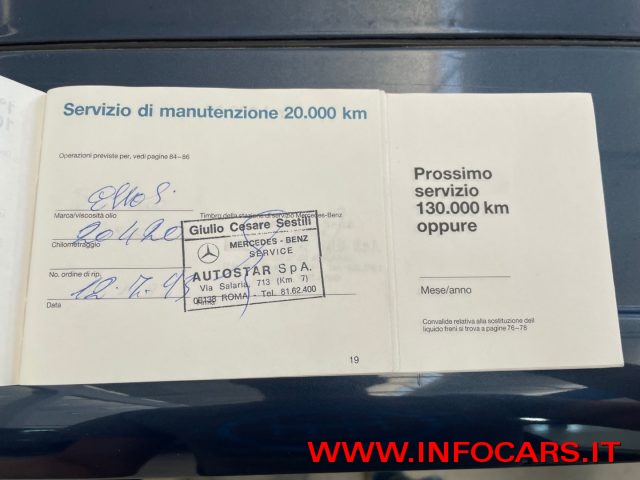 Servizio di manutenzione 20.000 km
Operazioni previste per, vedi pagine 84–86
Marca/viscosità olio
Timbro della stazione di servizio Mercedes-Benz
20420
Chilometraggio
No. ordine di rip.
Data
Giulio Cesare Sestili
MERCEDES - BENZ
SERVICE
AUTOSTAR S p A.
Via Salaria, 713 (Km. 7)
00138 ROMA - Tel. 81.62.400
19
Prossimo
servizio
130.000 km
oppure
Mese/anno
Convalide relativa alla sostituzione del
liquido freni si trova a pagine 76–78
WWW.INFOCARS.IT